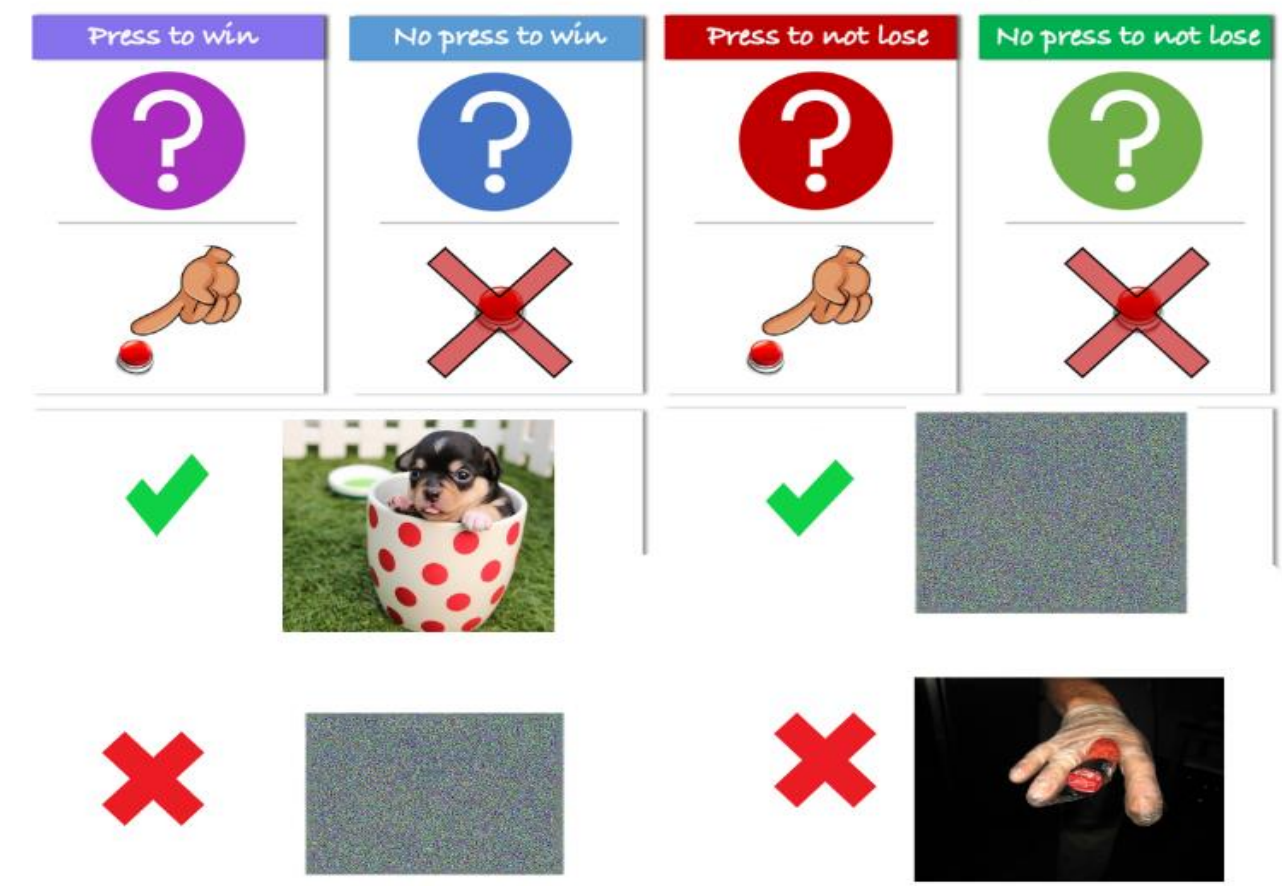 Press to win
No press to win
Press to not lose
No press to not lose
?
?
?
?